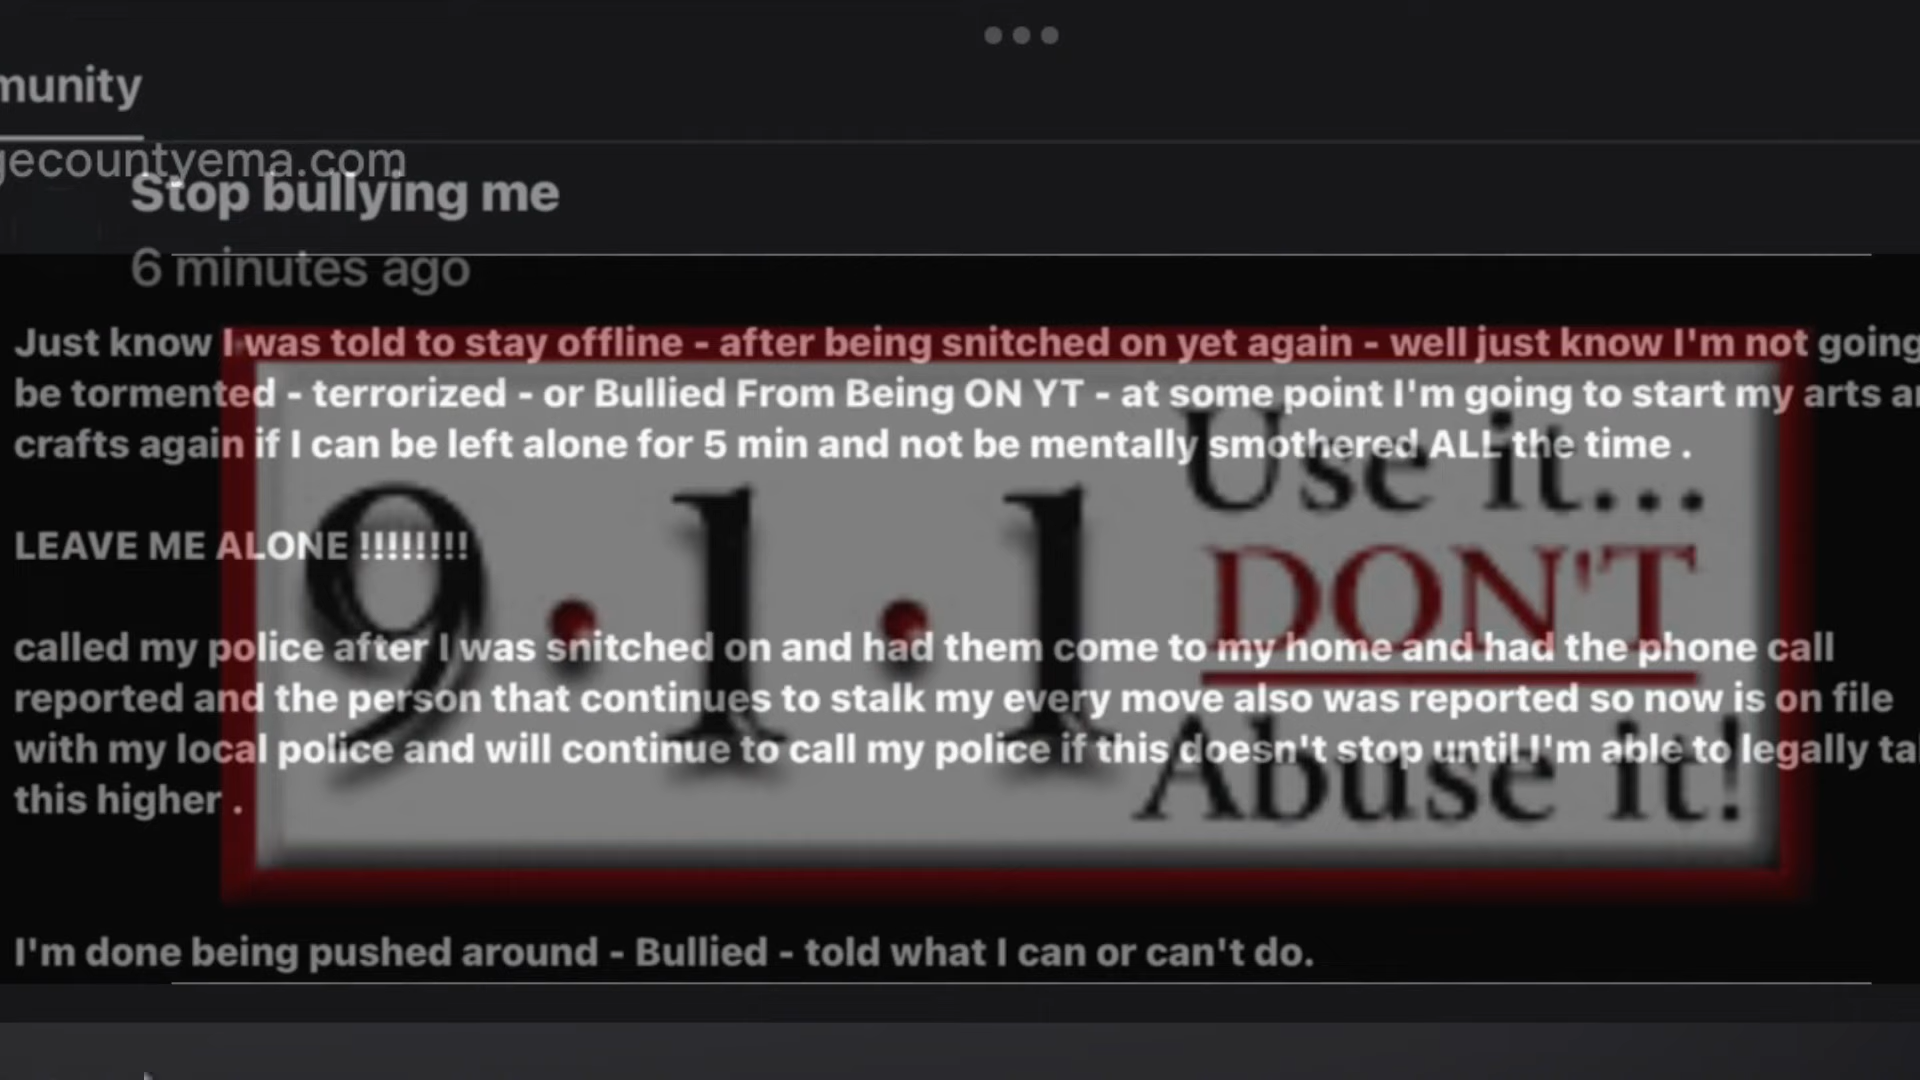 munity
gecountyema.com
Stop bullying me
6 minutes ago
Just know I was told to stay offline - after being snitched on yet again - well just know I'm not going
be tormented - terrorized - or Bullied From Being ON YT - at some point I'm going to start my arts
crafts again if I can be left alone for 5 min and not be mentally smothered ALL the time .
Use it...
LEAVE ME ALONE !!!!!!!!
9•1•1
DON'T
called my police after I was snitched on and had them come to my home and had the phone call
reported and the person that continues to stalk my every move also was reported so now is on file
with my local police and will continue to call my police if this doesn't stop until I'm able to legally
this higher .
Abuse it!
I'm done being pushed around - Bullied - told what I can or can't do.